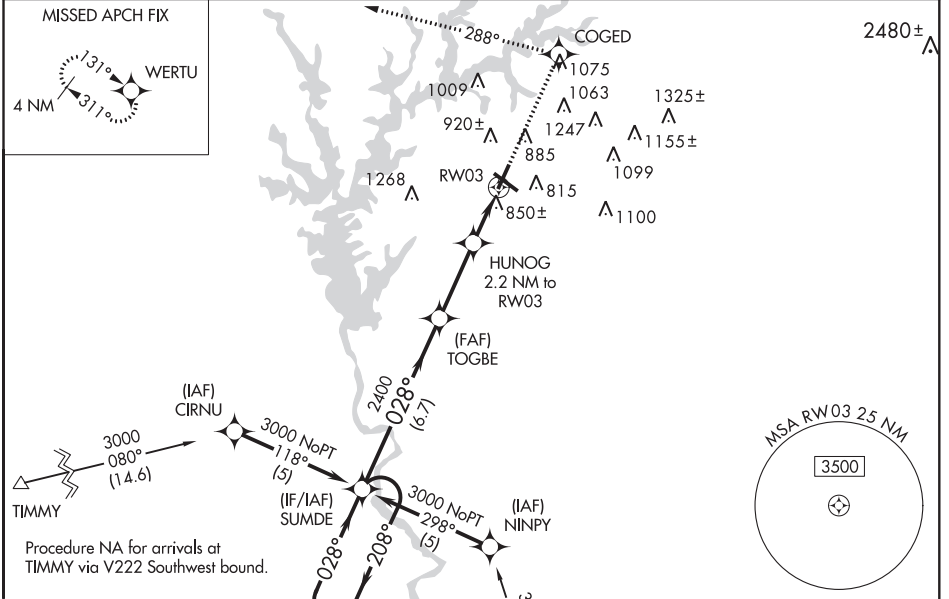 MISSED APCH FIX
131°
WERTU
4 NM
311°
288°
COGED
2480±
1075
1009
1063
1325±
920±
1247
1155±
885
1099
RW03
1268
815
850±
1100
HUNOG
2.2 NM to
RW03
(FAF)
TOGBE
2400
028°
(6.7)
(IAF)
CIRNU
3000
080°
(14.6)
TIMMY
3000 NoPT
118°
(5)
(IF/IAF)
SUMDE
3000 NoPT
298°
(5)
(IAF)
NINPY
028°
208°
MSA RW03 25 NM
3500
Procedure NA for arrivals at
TIMMY via V222 Southwest bound.